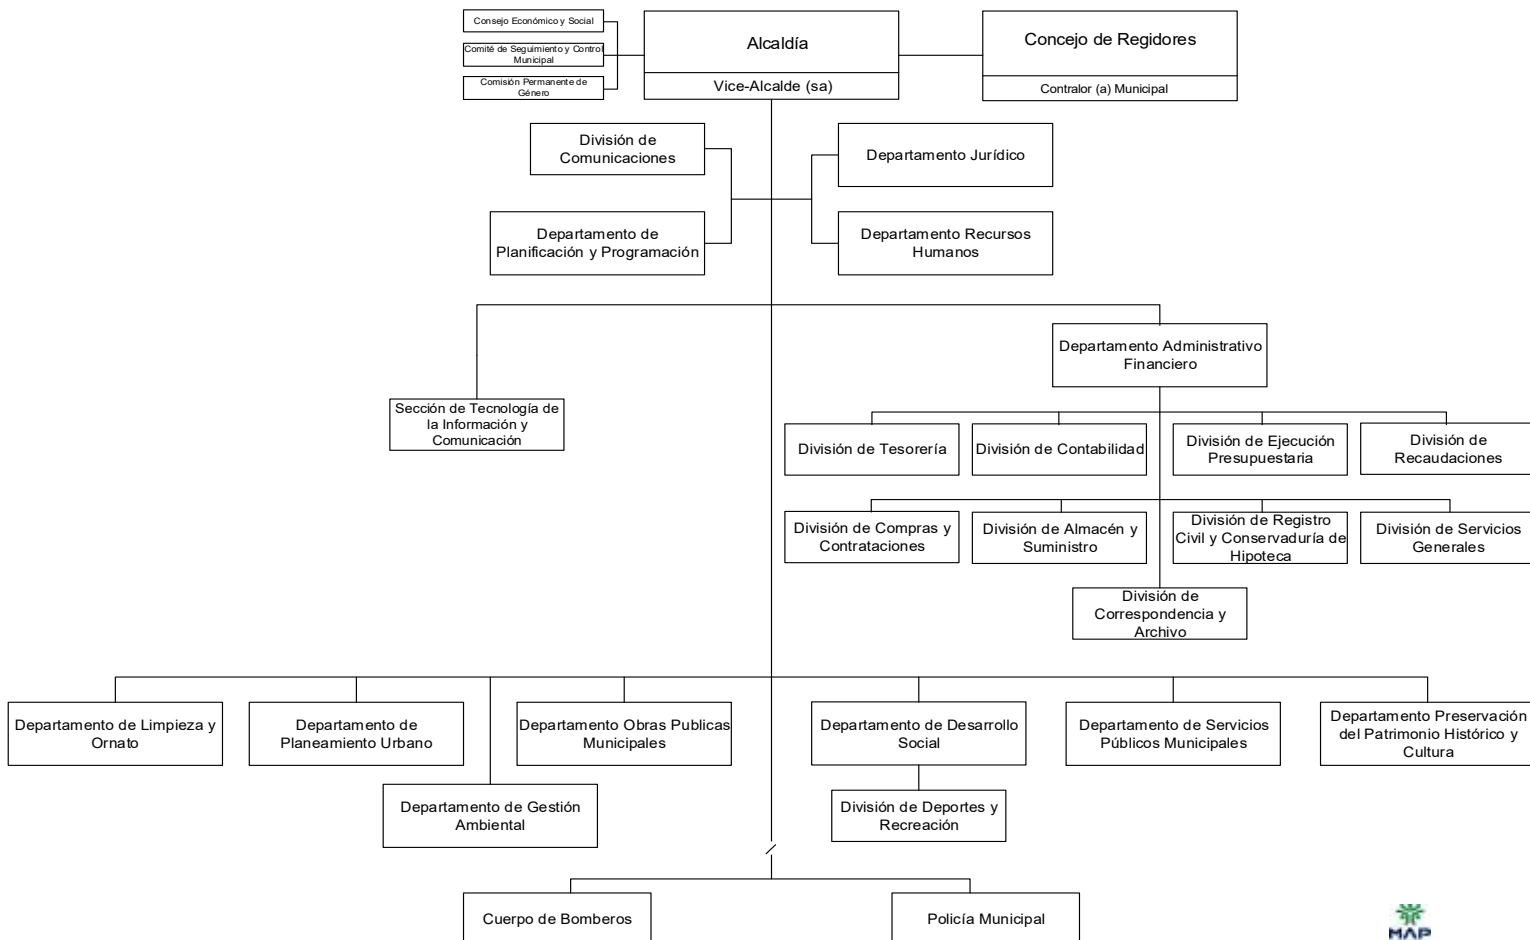 Consejo Económico y Social
Comité de Seguimiento y Control
Municipal
Comisión Permanente de
Género
Alcaldía
Vice-Alcalde (sa)
Concejo de Regidores
Contralor (a) Municipal
División de
Comunicaciones
Departamento Jurídico
Departamento de
Planificación y Programación
Departamento Recursos
Humanos
Departamento Administrativo
Financiero
Sección de Tecnología de
la Información y
Comunicación
División de Tesorería
División de Contabilidad
División de Ejecución
Presupuestaria
División de
Recaudaciones
División de Compras y
Contrataciones
División de Almacén y
Suministro
División de Registro
Civil y Conservaduría de
Hipoteca
División de Servicios
Generales
División de
Correspondencia y
Archivo
Departamento de Limpieza y
Ornato
Departamento de
Planeamiento Urbano
Departamento Obras Publicas
Municipales
Departamento de Desarrollo
Social
Departamento de Servicios
Públicos Municipales
Departamento Preservación
del Patrimonio Histórico y
Cultura
Departamento de Gestión
Ambiental
División de Deportes y
Recreación
Cuerpo de Bomberos
Policía Municipal
MAP